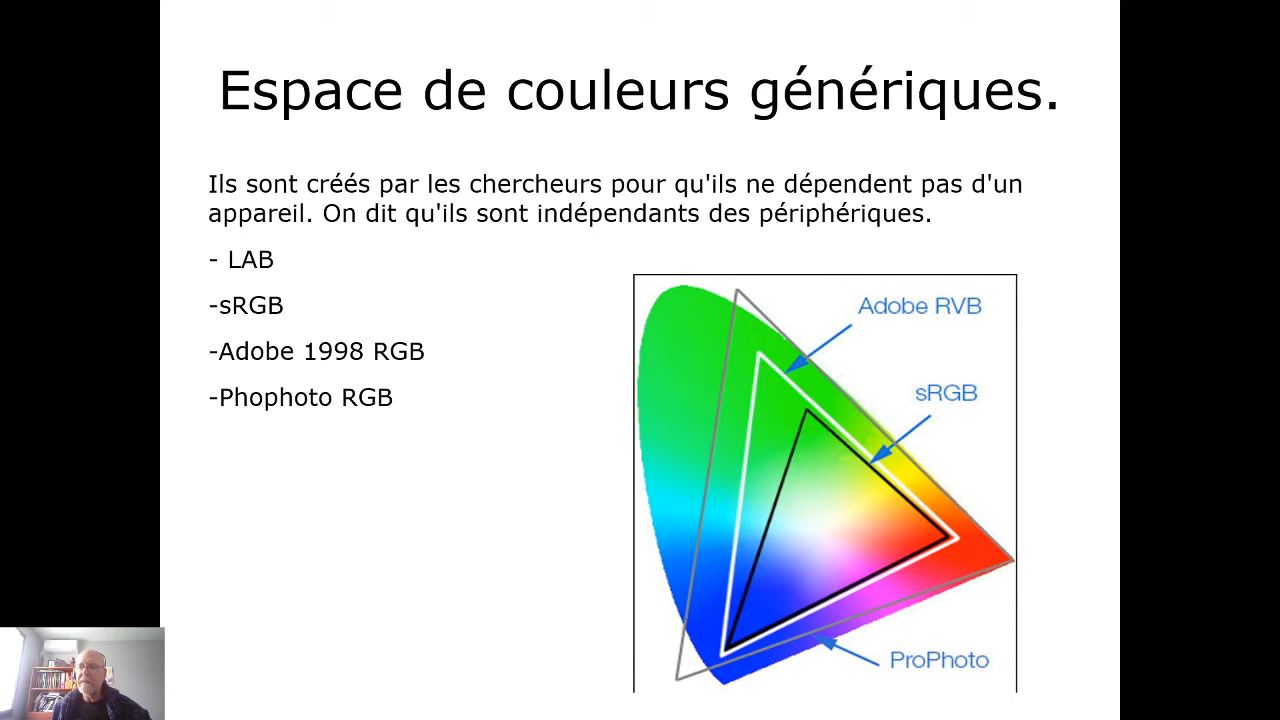 Espace de couleurs génériques.
Ils sont créés par les chercheurs pour qu'ils ne dépendent pas d'un
appareil. On dit qu'ils sont indépendants des périphériques.
- LAB
-sRGB
-Adobe 1998 RGB
-Phophoto RGB
Adobe RVB
sRGB
ProPhoto